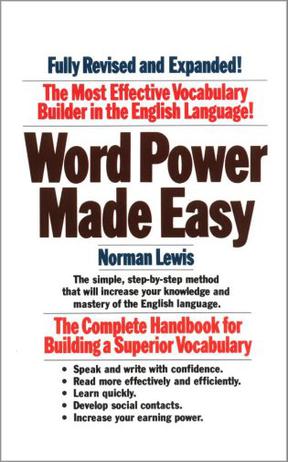 Fully Revised and Expanded!
The Most Effective Vocabulary
Builder in the English Language!
Word Power
Made Easy
Norman Lewis
The simple, step-by-step method
that will increase your knowledge and
mastery of the English language.
The Complete Handbook for
Building a Superior Vocabulary
• Speak and write with confidence.
• Read more effectively and efficiently.
• Learn quickly.
• Develop social contacts.
• Increase your earning power.